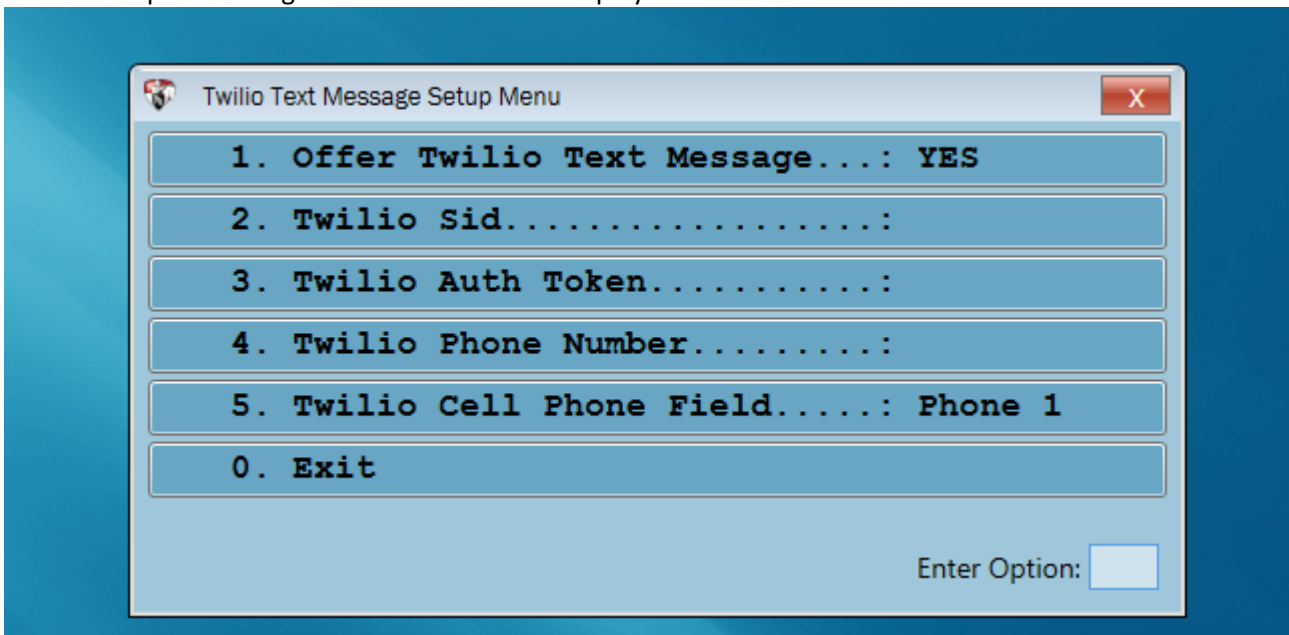 Twilio Text Message Setup Menu
X
1. Offer Twilio Text Message...: YES
2. Twilio Sid..................:
3. Twilio Auth Token...........:
4. Twilio Phone Number.........:
5. Twilio Cell Phone Field.....: Phone 1
0. Exit
Enter Option: